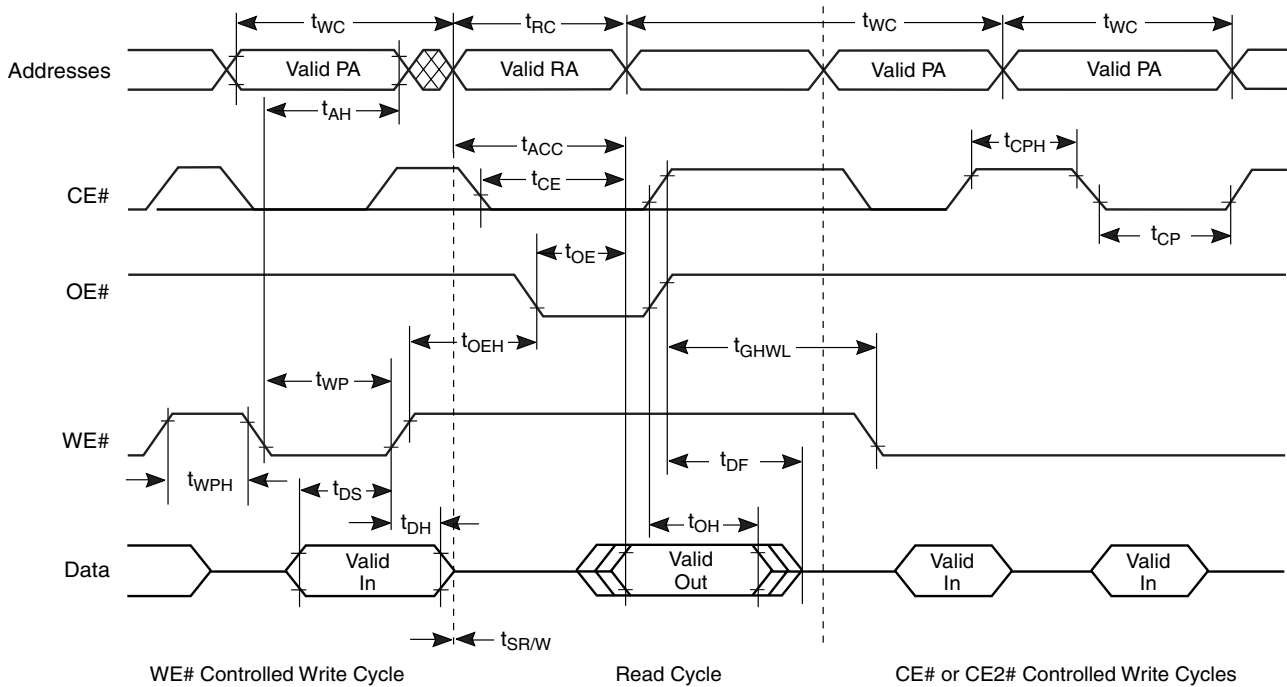 tWC
tRC
tWC
tWC
Addresses
Valid PA
Valid RA
Valid PA
Valid PA
tAH
tACC
tCPH
CE#
tCE
tCP
tOE
OE#
tOEH
tGHWL
tWP
WE#
tDF
tWPH
tDS
tDH
tOH
Data
Valid
In
Valid
Out
Valid
In
Valid
In
tSR/W
WE# Controlled Write Cycle
Read Cycle
CE# or CE2# Controlled Write Cycles